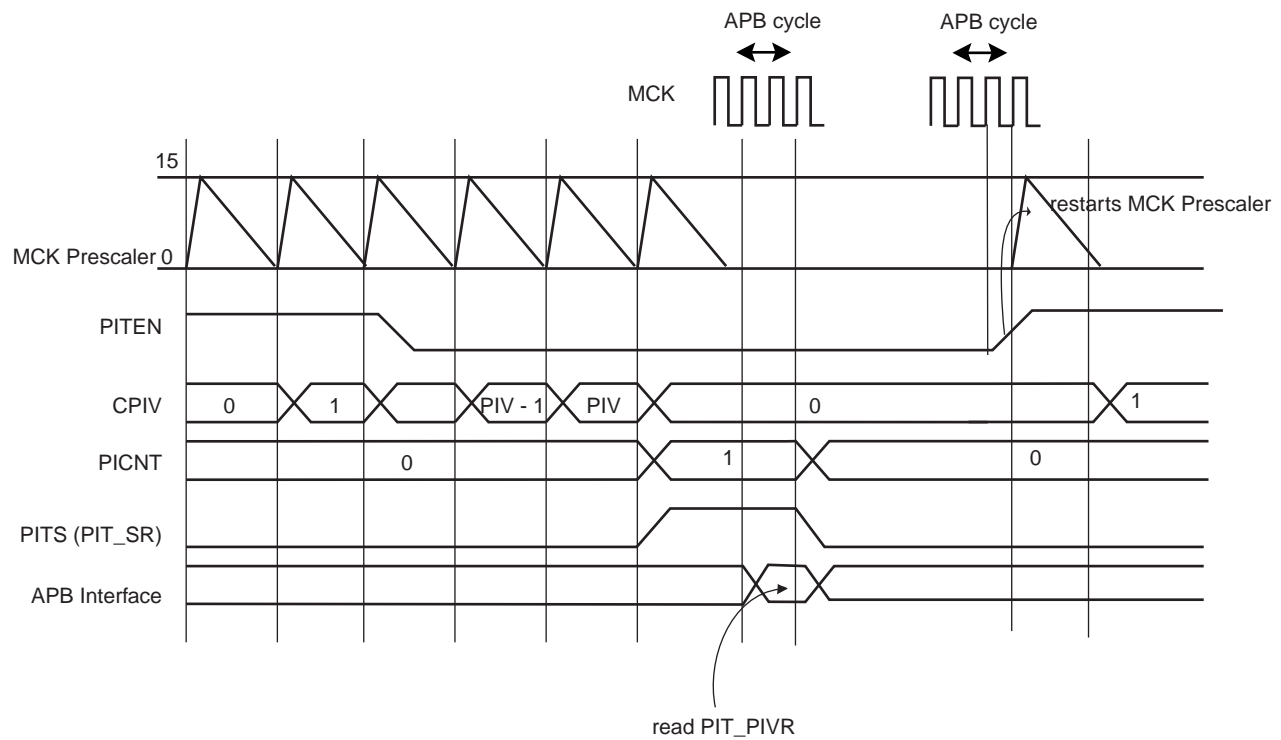 APB cycle
APB cycle
MCK
15
restarts MCK Prescaler
MCK Prescaler 0
PITEN
CPIV
0
1
PIV - 1
PIV
0
1
PICNT
0
1
0
PITS (PIT_SR)
APB Interface
read PIT_PIVR